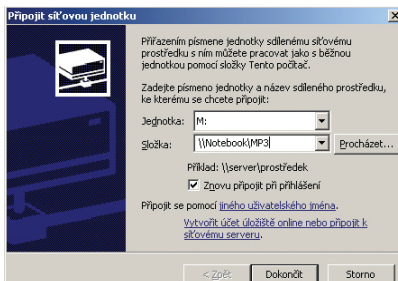 Připojit síťovou jednotku
Přiřazením písmene jednotky sdílenému síťovému
prostředku s ním můžete pracovat jako s běžnou
jednotkou pomocí složky Tento počítač.
Zadejte písmeno jednotky a název sdíleného prostředku,
ke kterému se chcete připojit:
Jednotka: M:
Složka: \\Notebook\MP3 Procházet...
Příklad: \\server\prostředek
Znovu připojit při přihlášení
Připojit se pomocí jiného uživatelského jména.
Vytvořit účet úložiště online nebo připojit k
síťovému serveru.
< Zpět Dokončit Storno